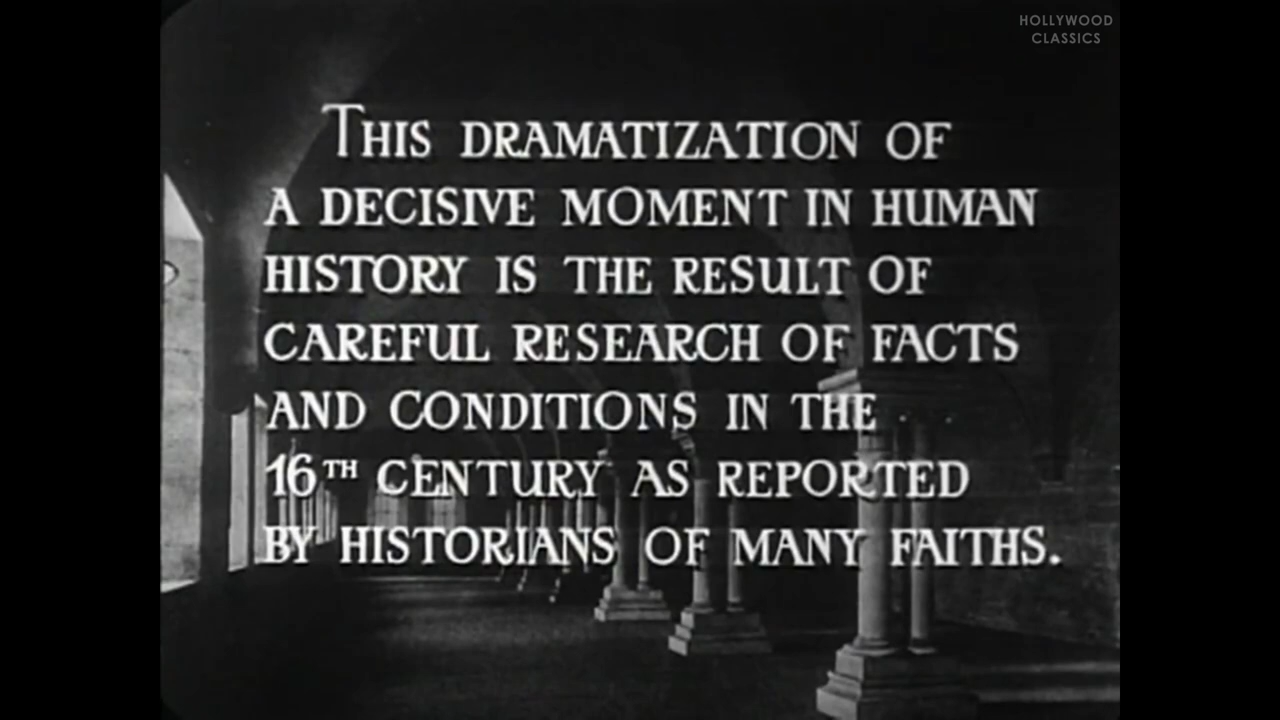 HOLLYWOOD
CLASSICS
THIS DRAMATIZATION OF
A DECISIVE MOMENT IN HUMAN
HISTORY IS THE RESULT OF
CAREFUL RESEARCH OF FACTS
AND CONDITIONS IN THE
16TH CENTURY AS REPORTED
BY HISTORIANS OF MANY FAITHS.